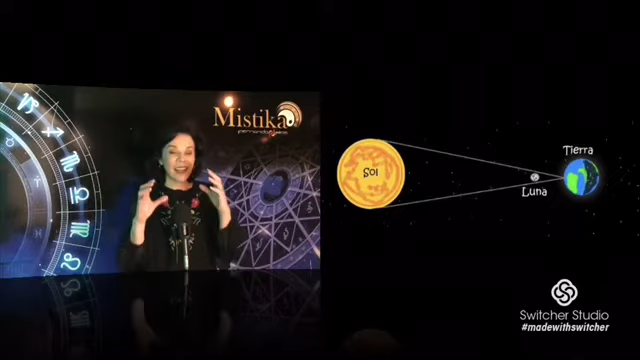 Mistika
Sol
Tierra
Luna
Switcher Studio
#madewithswitcher